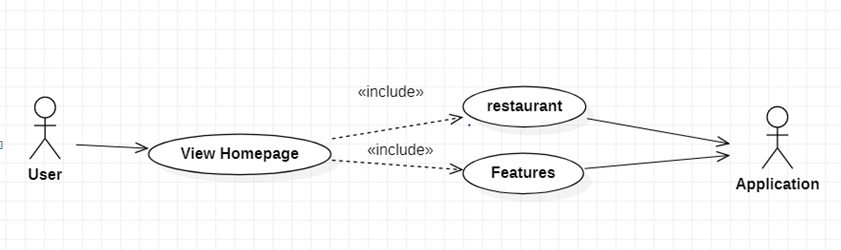 «include»
restaurant
User
View Homepage
«include»
Features
Application